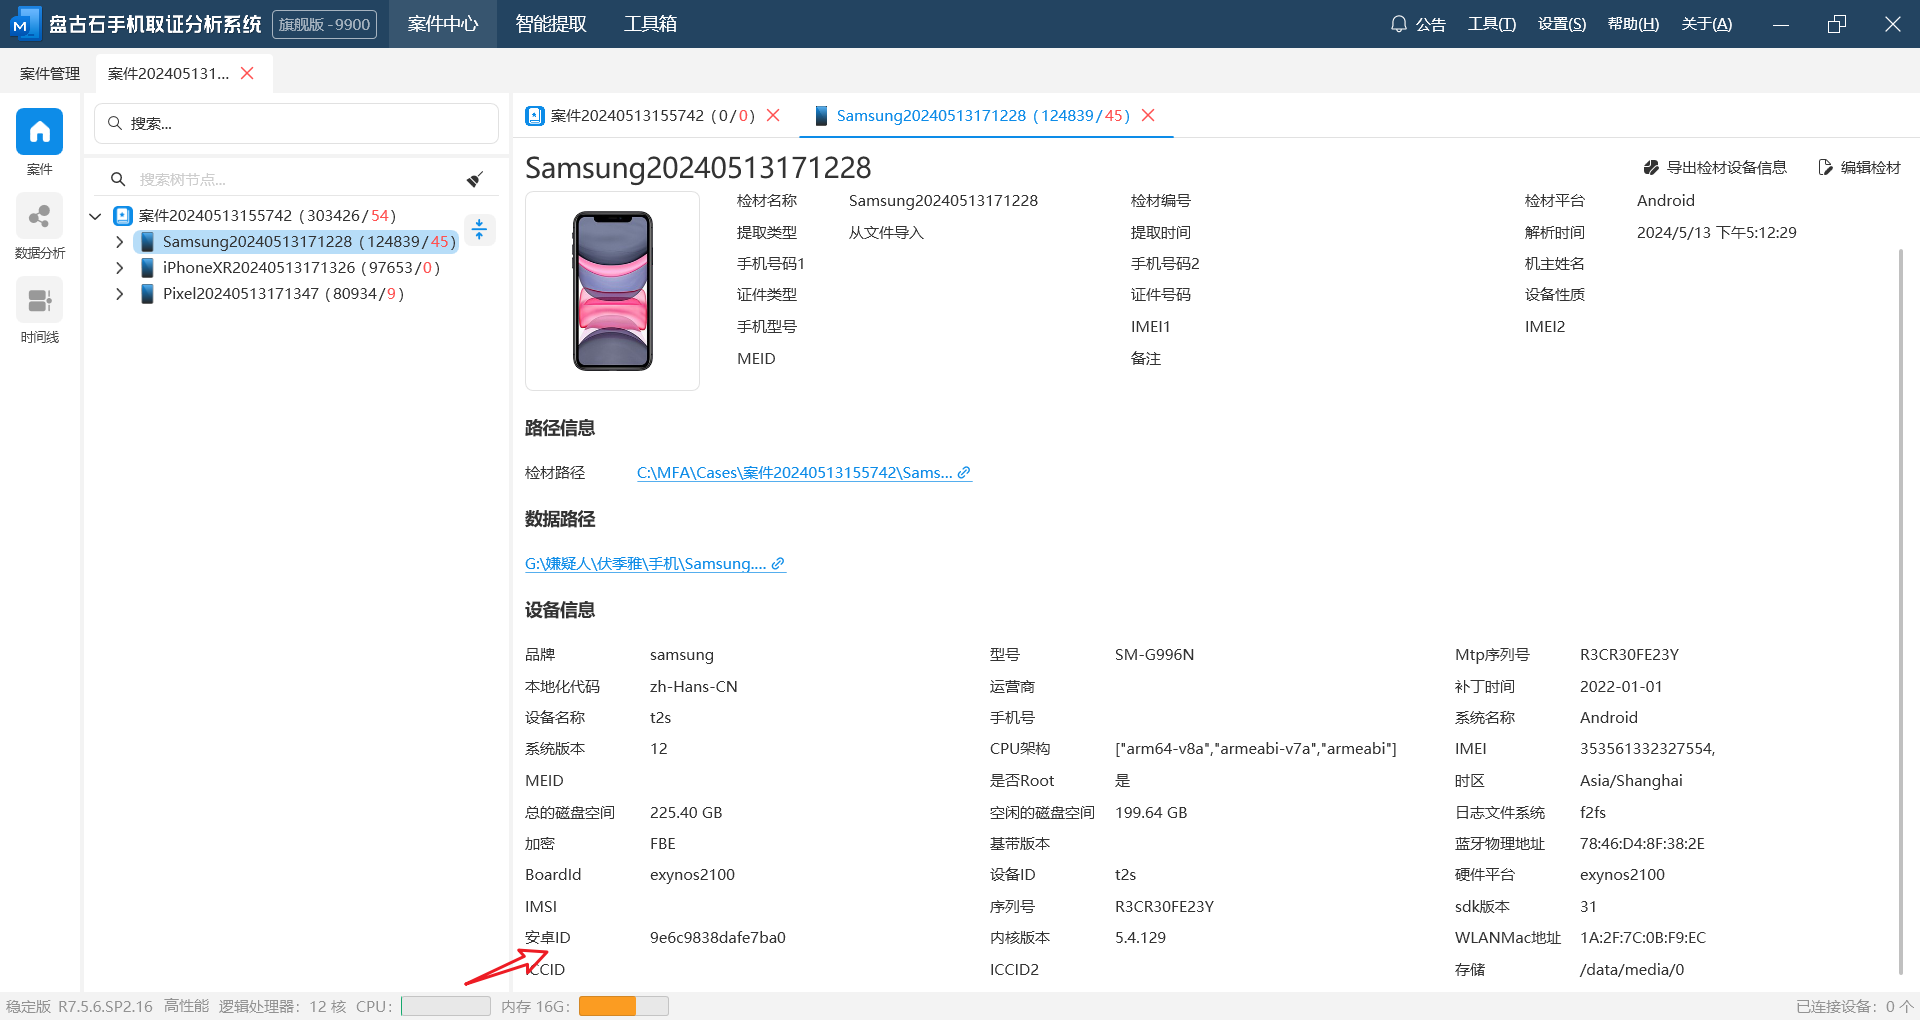 盘古石手机取证分析系统 旗舰版-9900 案件中心 智能提取 工具箱 公告 工具(T) 设置(S) 帮助(H) 关于(A)
案件管理 案件202405131...
案件
数据分析
时间线
搜索...
搜索树节点...
案件20240513155742（303426/54）
Samsung20240513171228（124839/45）
iPhoneXR20240513171326（97653/0）
Pixel20240513171347（80934/9）
案件20240513155742（0/0） Samsung20240513171228（124839/45）
Samsung20240513171228 导出检材设备信息 编辑检材
检材名称 Samsung20240513171228 检材编号 检材平台 Android
提取类型 从文件导入 提取时间 解析时间 2024/5/13 下午5:12:29
手机号码1 手机号码2 机主姓名
证件类型 证件号码 设备性质
手机型号 IMEI1 IMEI2
MEID 备注
路径信息
检材路径 C:\MFA\Cases\案件20240513155742\Sams...
数据路径
G:\嫌疑人\伏季雅\手机\Samsung....
设备信息
品牌 samsung 型号 SM-G996N Mtp序列号 R3CR30FE23Y
本地化代码 zh-Hans-CN 运营商 补丁时间 2022-01-01
设备名称 t2s 手机号 系统名称 Android
系统版本 12 CPU架构 ["arm64-v8a","armeabi-v7a","armeabi"] IMEI 353561332327554,
MEID 是否Root 是 时区 Asia/Shanghai
总的磁盘空间 225.40 GB 空闲的磁盘空间 199.64 GB 日志文件系统 f2fs
加密 FBE 基带版本 蓝牙物理地址 78:46:D4:8F:38:2E
BoardId exynos2100 设备ID t2s 硬件平台 exynos2100
IMSI 序列号 R3CR30FE23Y sdk版本 31
安卓ID 9e6c9838dafe7ba0 内核版本 5.4.129 WLANMac地址 1A:2F:7C:0B:F9:EC
ICCID ICCID2 存储 /data/media/0
稳定版 R7.5.6.SP2.16 高性能 逻辑处理器：12 核 CPU： 内存 16G： 已连接设备：0 个